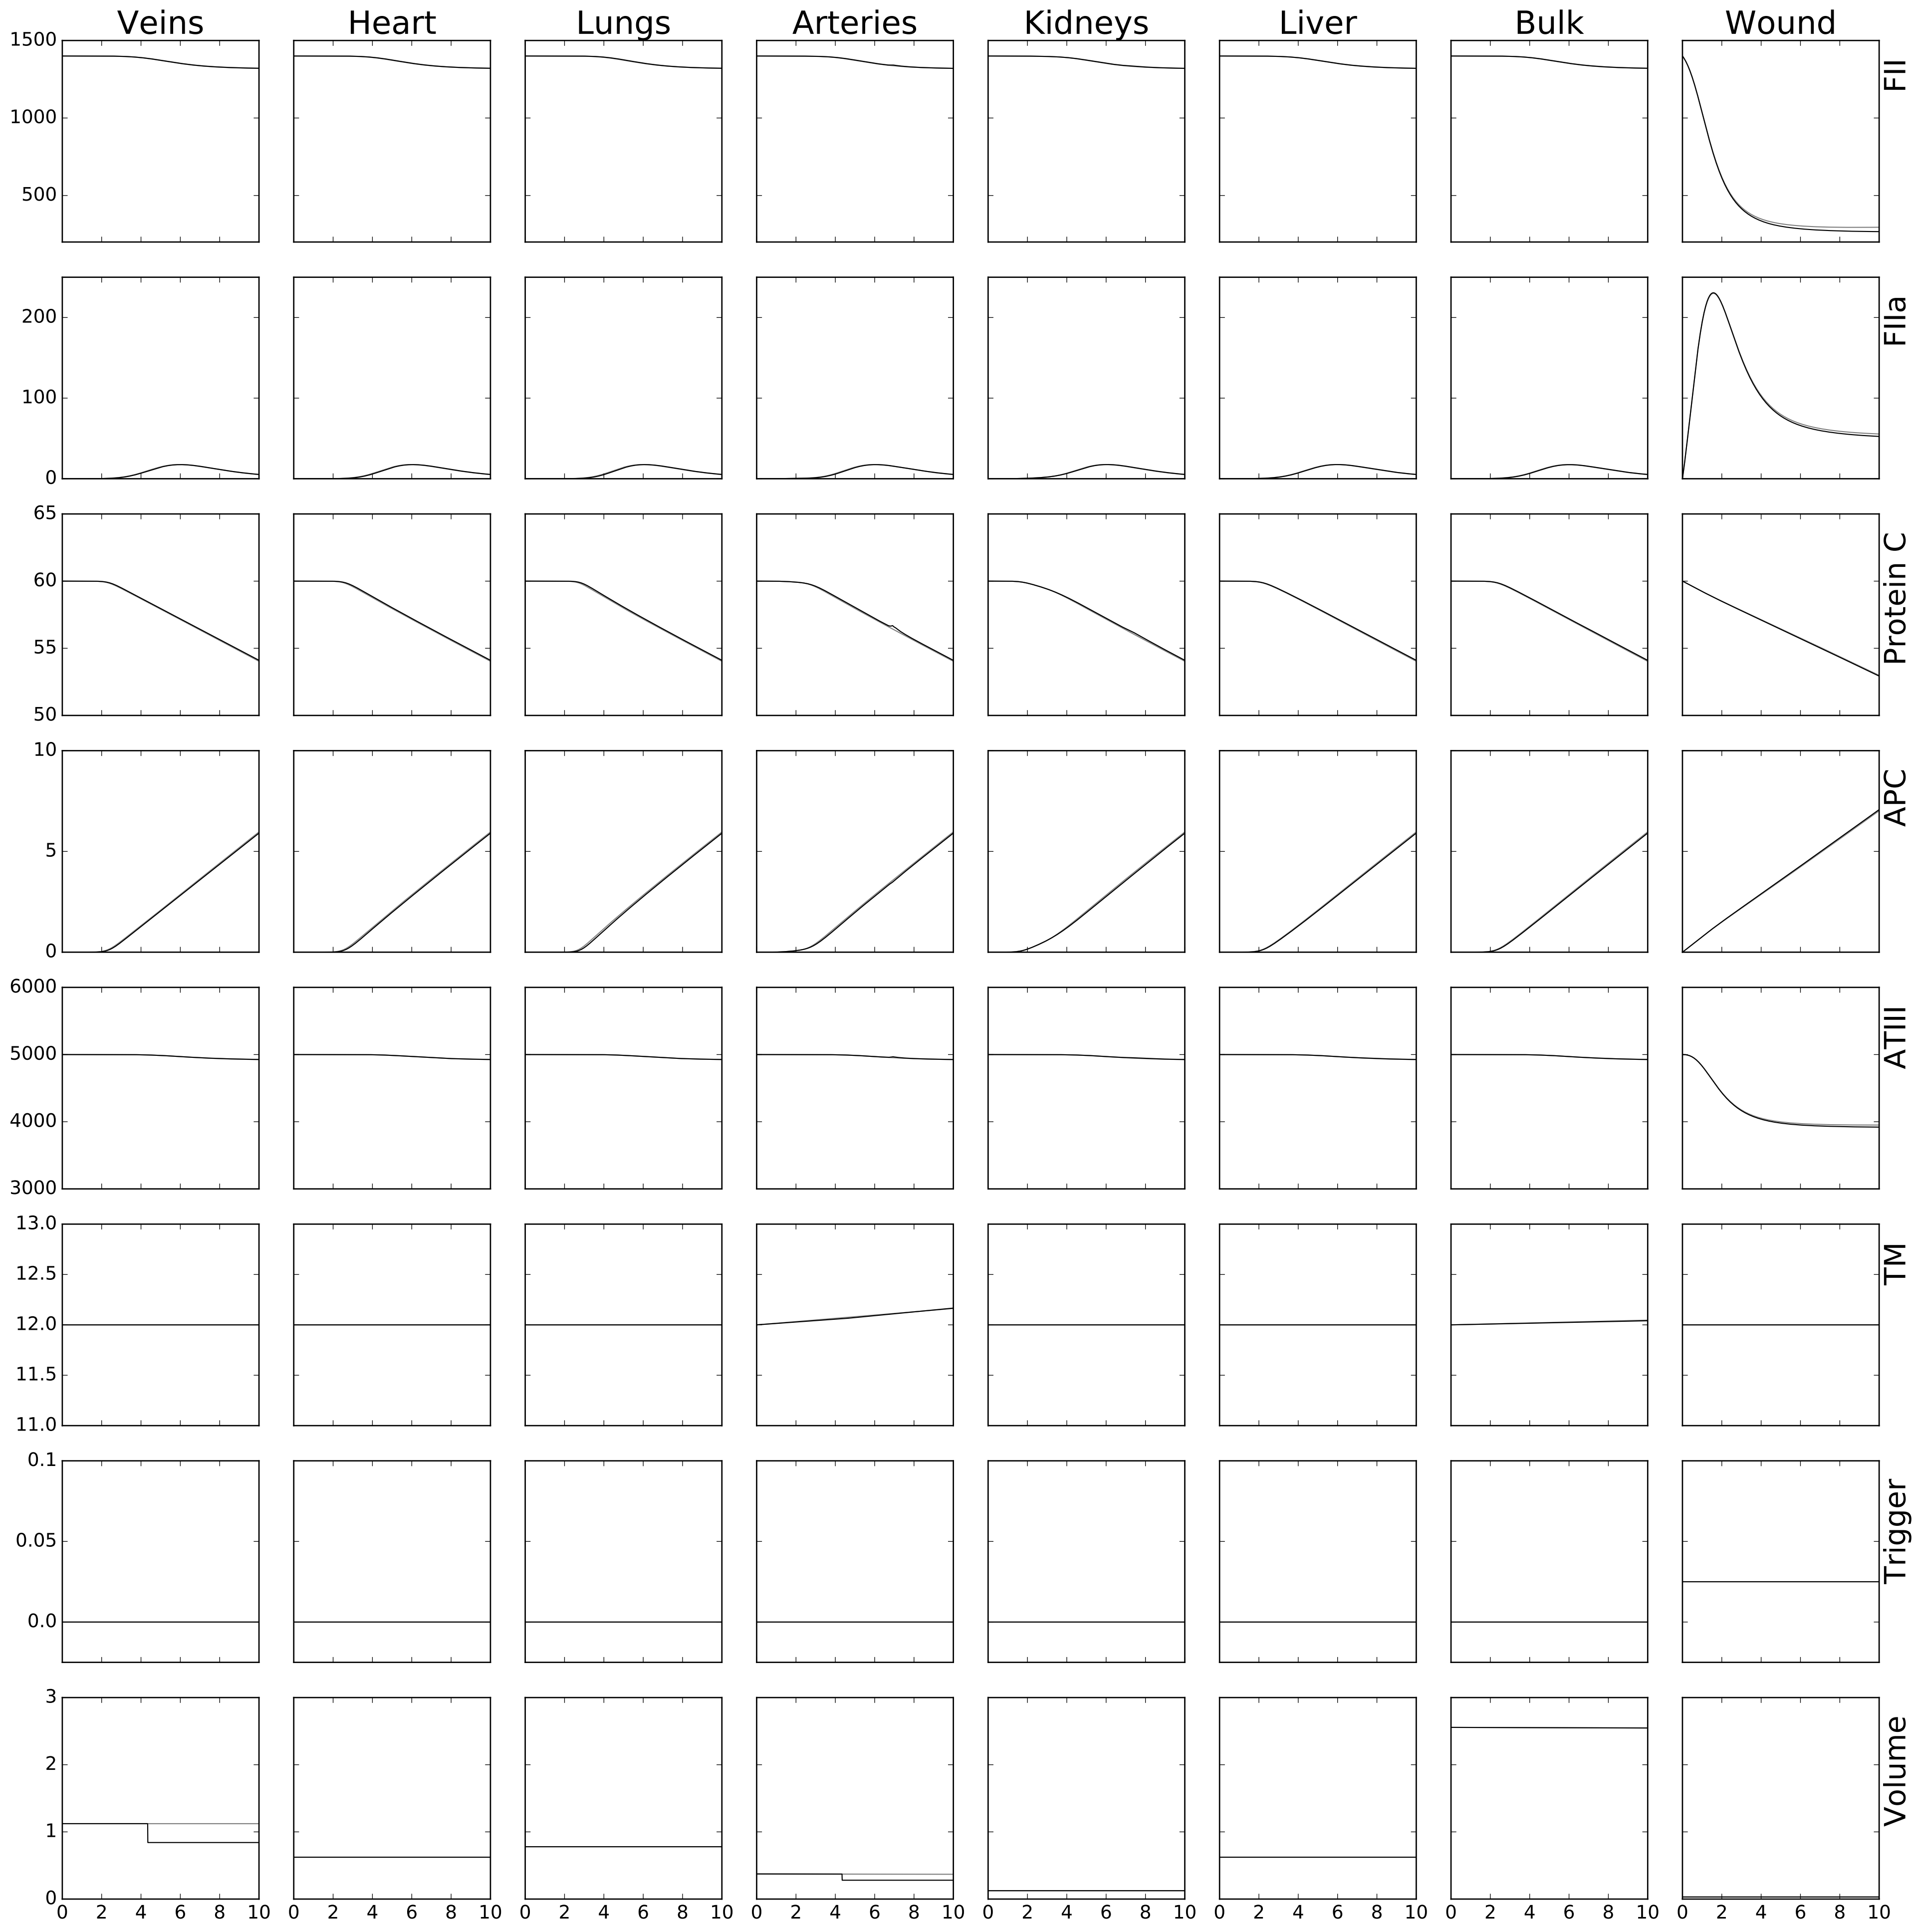 Veins Heart Lungs Arteries Kidneys Liver Bulk Wound
1500
1000
500
FII
200
100
0
FIIa
65
60
55
50
Protein C
10
5
0
APC
6000
5000
4000
3000
ATIII
13.0
12.5
12.0
11.5
11.0
TM
0.1
0.05
0.0
Trigger
3
2
1
0
Volume
0 2 4 6 8 10 0 2 4 6 8 10 0 2 4 6 8 10 0 2 4 6 8 10 0 2 4 6 8 10 0 2 4 6 8 10 0 2 4 6 8 10 0 2 4 6 8 10